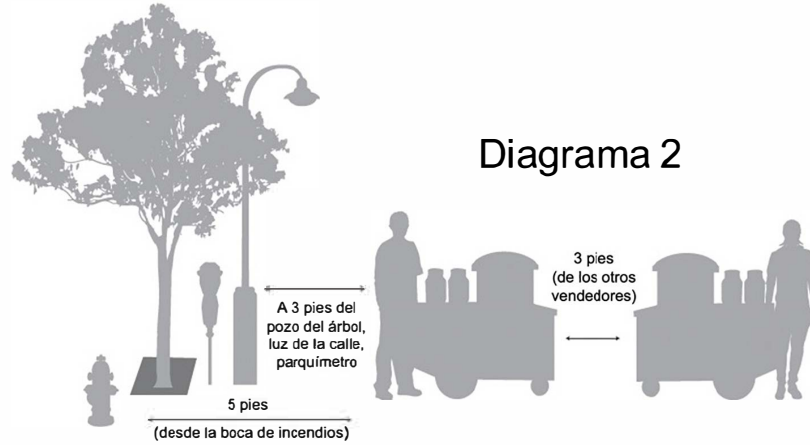 Diagrama 2
3 pies
(de los otros
vendedores)
A 3 pies del
pozo del árbol,
luz de la calle,
parquímetro
5 pies
(desde la boca de incendios)